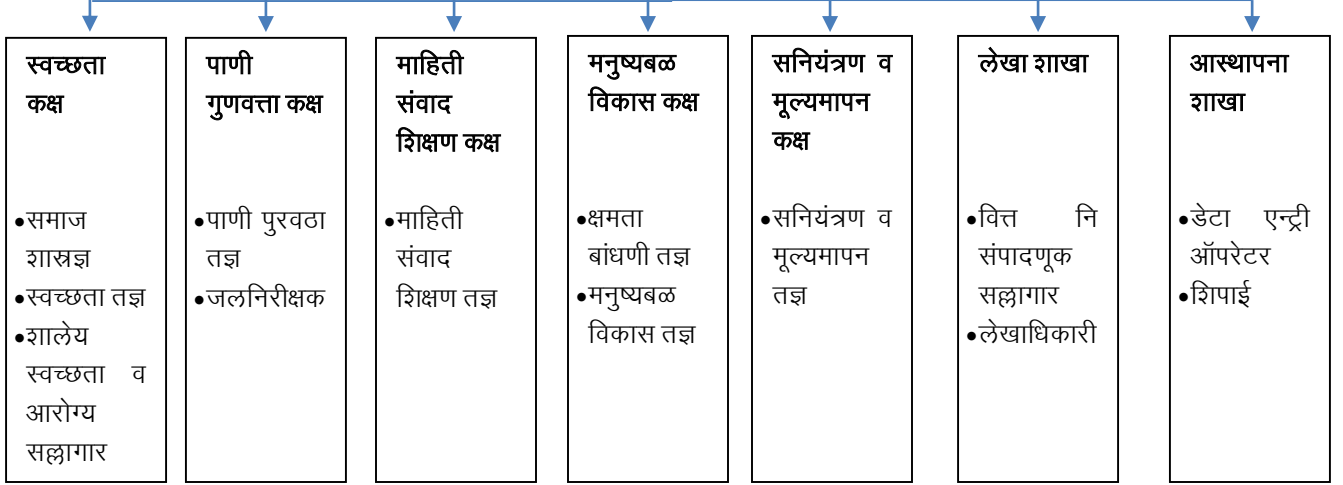 स्वच्छता
कक्ष
•समाज
शास्रज्ञ
•स्वच्छता तज्ञ
•शालेय
स्वच्छता व
आरोग्य
सल्लागार
पाणी
गुणवत्ता कक्ष
•पाणी पुरवठा
तज्ञ
•जलनिरीक्षक
माहिती
संवाद
शिक्षण कक्ष
•माहिती
संवाद
शिक्षण तज्ञ
मनुष्यबळ
विकास कक्ष
•क्षमता
बांधणी तज्ञ
•मनुष्यबळ
विकास तज्ञ
सनियंत्रण व
मूल्यमापन
कक्ष
•सनियंत्रण व
मूल्यमापन
तज्ञ
लेखा शाखा
•वित्त नि
संपादणूक
सल्लागार
•लेखाधिकारी
आस्थापना
शाखा
•डेटा एन्ट्री
ऑपरेटर
•शिपाई